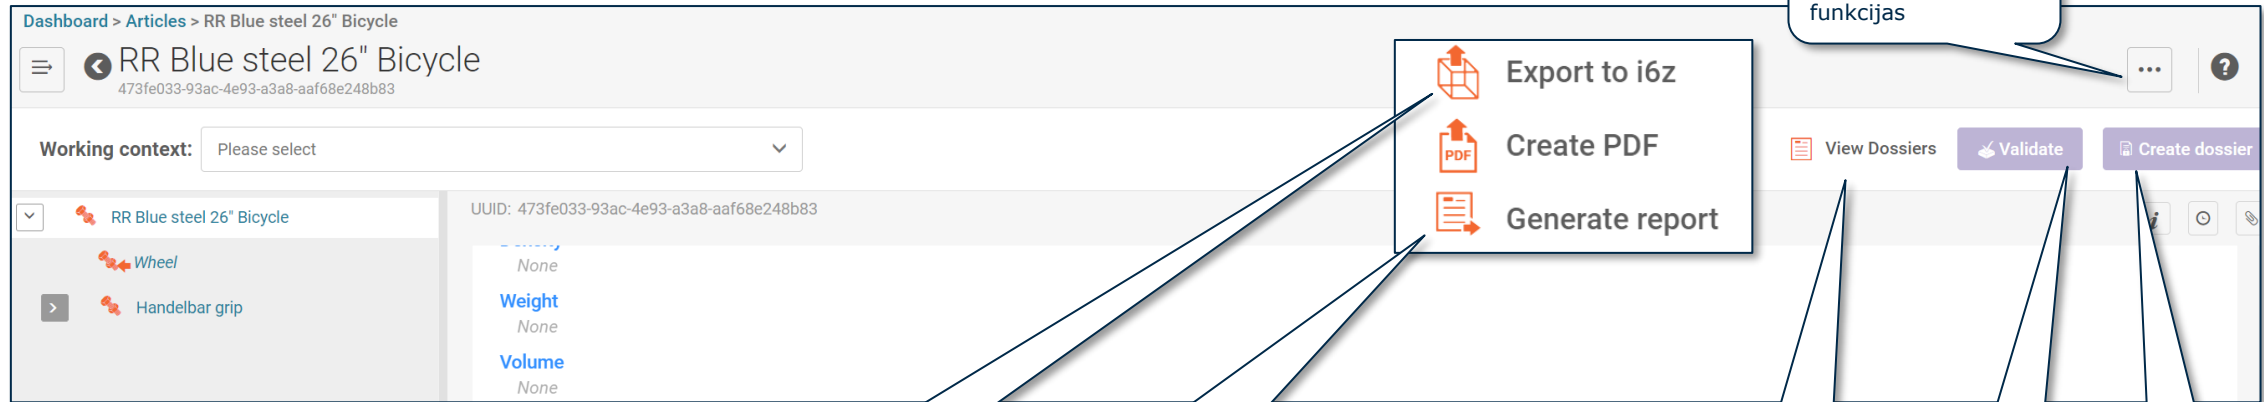 funkcijas
Dashboard > Articles > RR Blue steel 26" Bicycle
RR Blue steel 26" Bicycle
473fe033-93ac-4e93-a3a8-aaf68e248b83
Export to i6z
Create PDF
PDF
Generate report
Working context: Please select
View Dossiers
Validate
Create dossier
RR Blue steel 26" Bicycle
Wheel
Handelbar grip
UUID: 473fe033-93ac-4e93-a3a8-aaf68e248b83
None
Weight
None
Volume
None